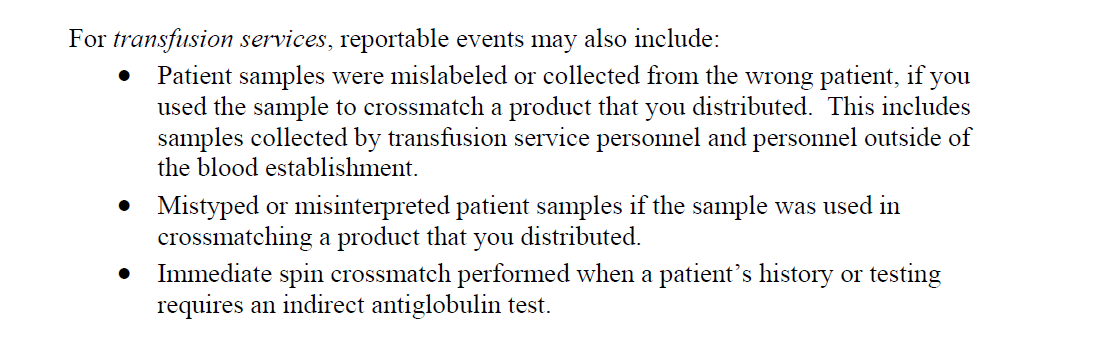 For transfusion services, reportable events may also include:
● Patient samples were mislabeled or collected from the wrong patient, if you
used the sample to crossmatch a product that you distributed.  This includes
samples collected by transfusion service personnel and personnel outside of
the blood establishment.
● Mistyped or misinterpreted patient samples if the sample was used in
crossmatching a product that you distributed.
● Immediate spin crossmatch performed when a patient’s history or testing
requires an indirect antiglobulin test.